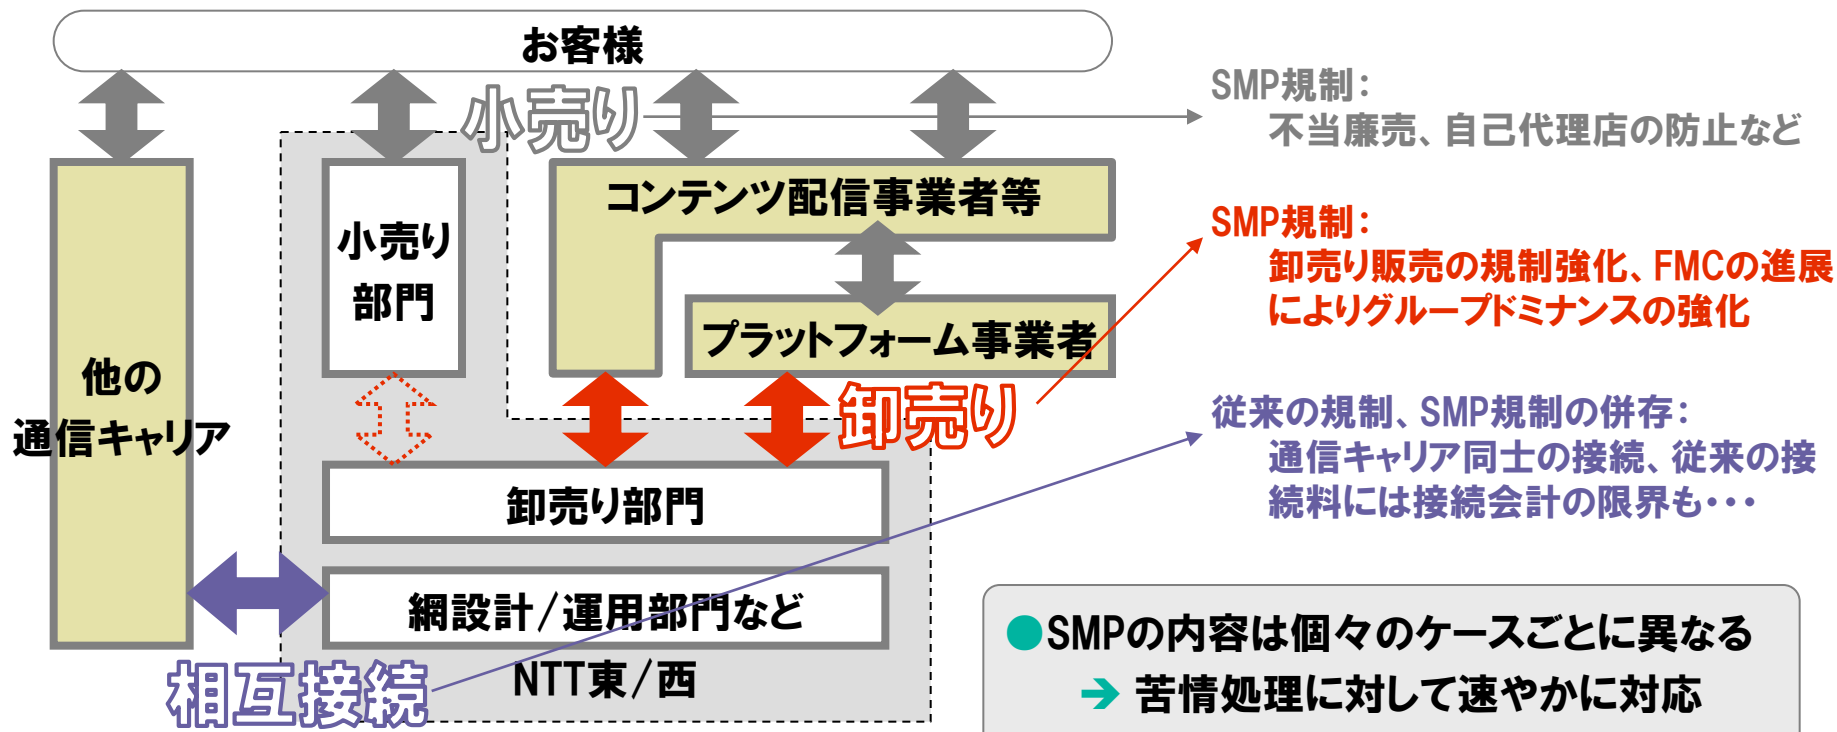 お客様
小売り
SMP規制：
不当廉売、自己代理店の防止など
コンテンツ配信事業者等
小売り
部門
SMP規制：
卸売り販売の規制強化、FMCの進展
によりグループドミナンスの強化
プラットフォーム事業者
他の
通信キャリア
卸売り
従来の規制、SMP規制の併存：
通信キャリア同士の接続、従来の接
続料には接続会計の限界も・・・
卸売り部門
網設計/運用部門など
NTT東/西
相互接続
●SMPの内容は個々のケースごとに異なる
➔ 苦情処理に対して速やかに対応